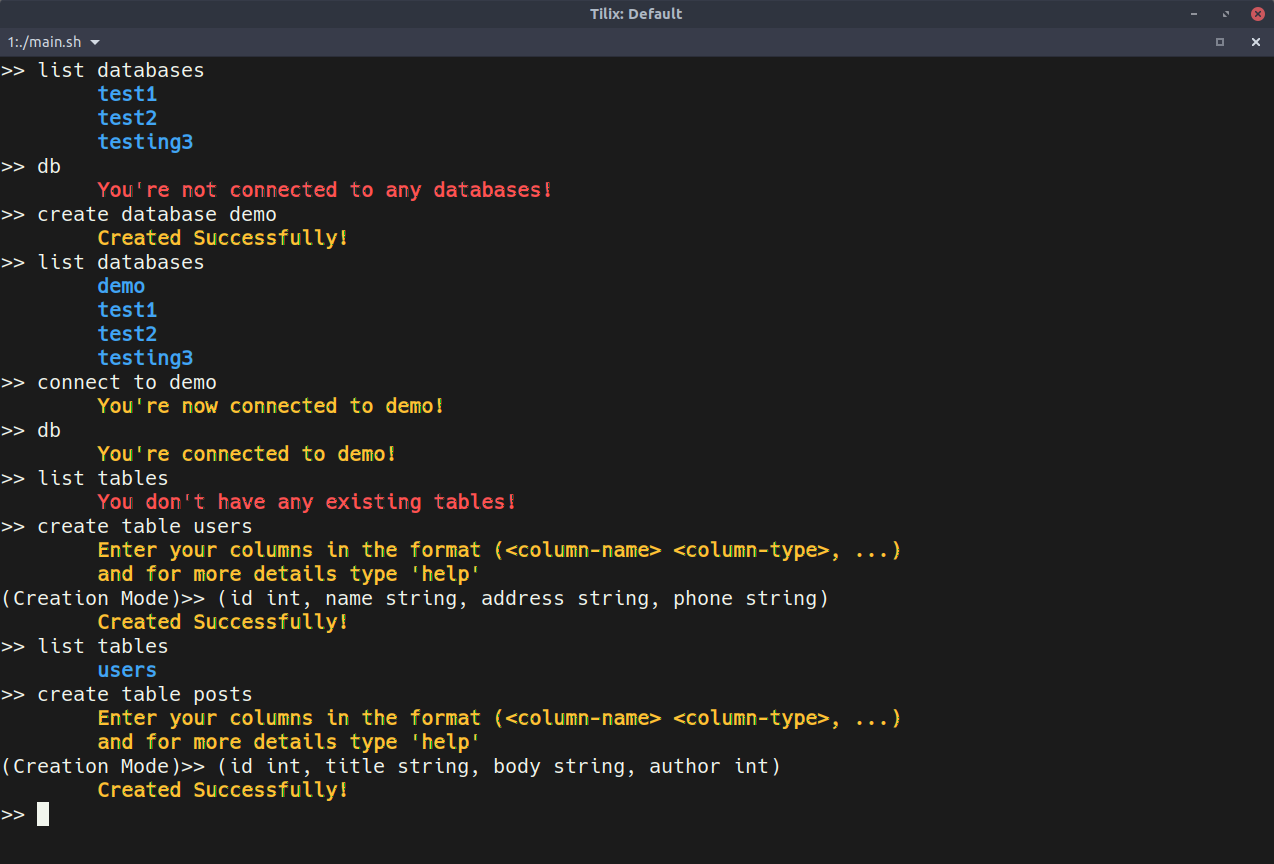 Tilix: Default
1:./main.sh
>> list databases
test1
test2
testing3
>> db
You're not connected to any databases!
>> create database demo
Created Successfully!
>> list databases
demo
test1
test2
testing3
>> connect to demo
You're now connected to demo!
>> db
You're connected to demo!
>> list tables
You don't have any existing tables!
>> create table users
Enter your columns in the format (<column-name> <column-type>, ...)
and for more details type 'help'
(Creation Mode)>> (id int, name string, address string, phone string)
Created Successfully!
>> list tables
users
>> create table posts
Enter your columns in the format (<column-name> <column-type>, ...)
and for more details type 'help'
(Creation Mode)>> (id int, title string, body string, author int)
Created Successfully!
>>